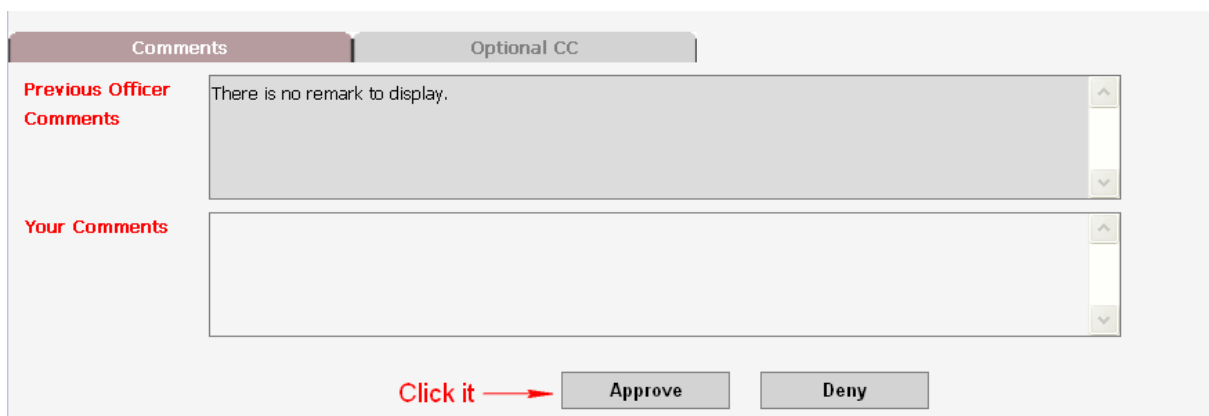 Comments Optional CC
Previous Officer
Comments
There is no remark to display.
Your Comments
Click it Approve Deny